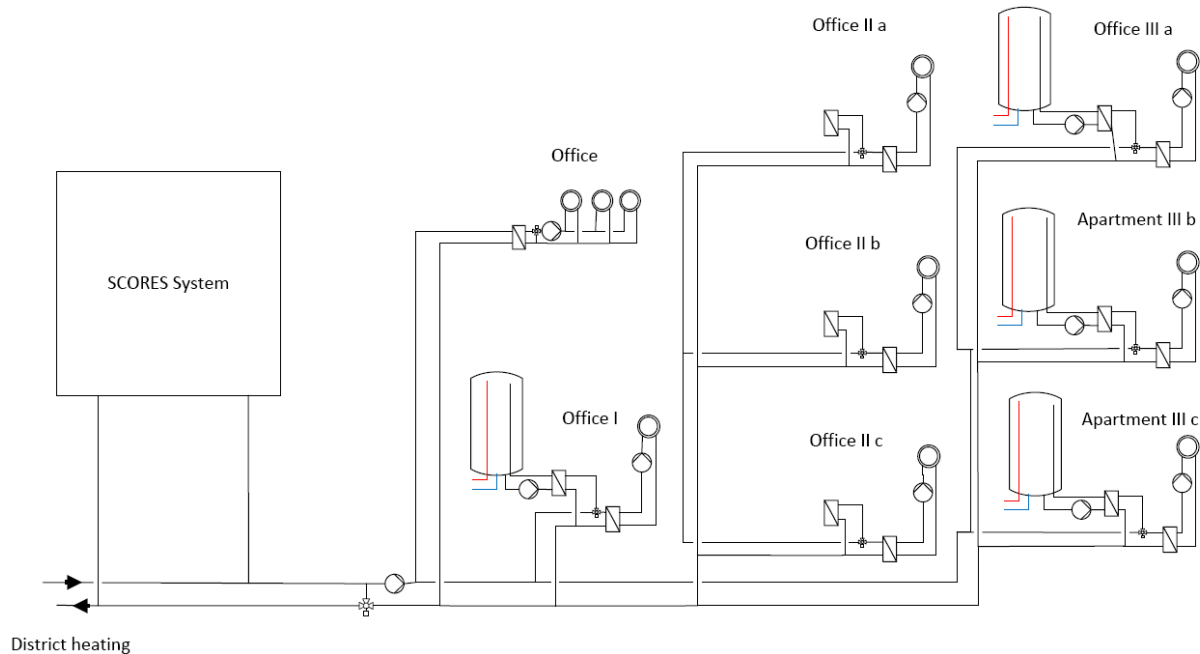 Office II a
Office III a
Office
Apartment III b
Office II b
SCORES System
Office I
Apartment III c
Office II c
District heating